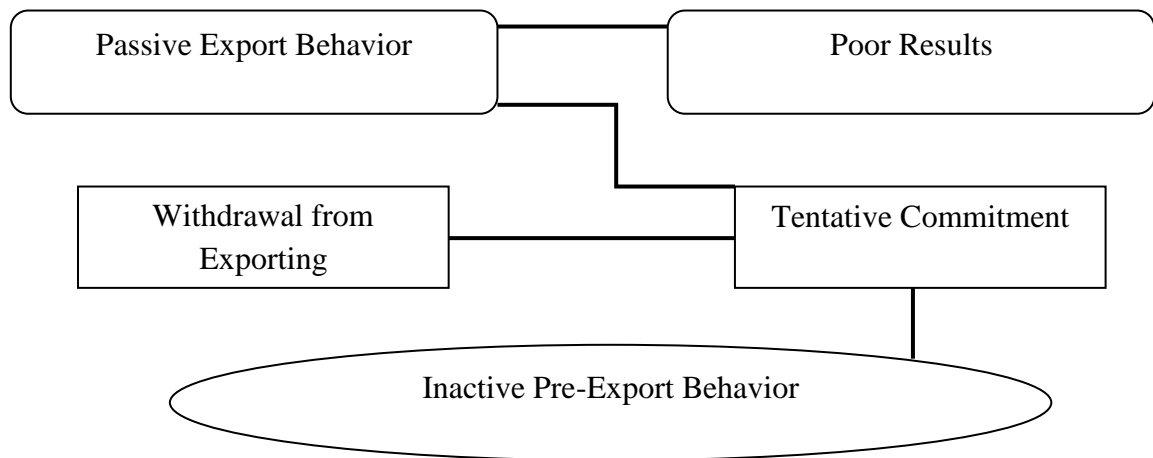 Passive Export Behavior
Poor Results
Withdrawal from
Exporting
Tentative Commitment
Inactive Pre-Export Behavior